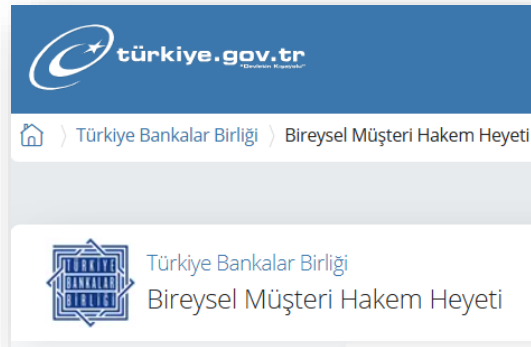 türkiye.gov.tr
"Devletin Kısayolu"
Türkiye Bankalar Birliği 〉 Bireysel Müşteri Hakem Heyeti
TÜRKİYE
BANKALAR
BİRLİĞİ
Türkiye Bankalar Birliği
Bireysel Müşteri Hakem Heyeti